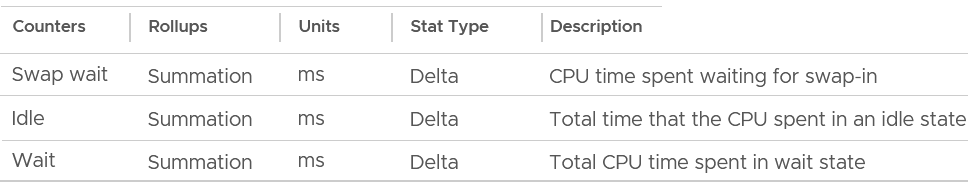 Counters Rollups Units Stat Type Description
Swap wait Summation ms Delta CPU time spent waiting for swap-in
Idle Summation ms Delta Total time that the CPU spent in an idle state
Wait Summation ms Delta Total CPU time spent in wait state